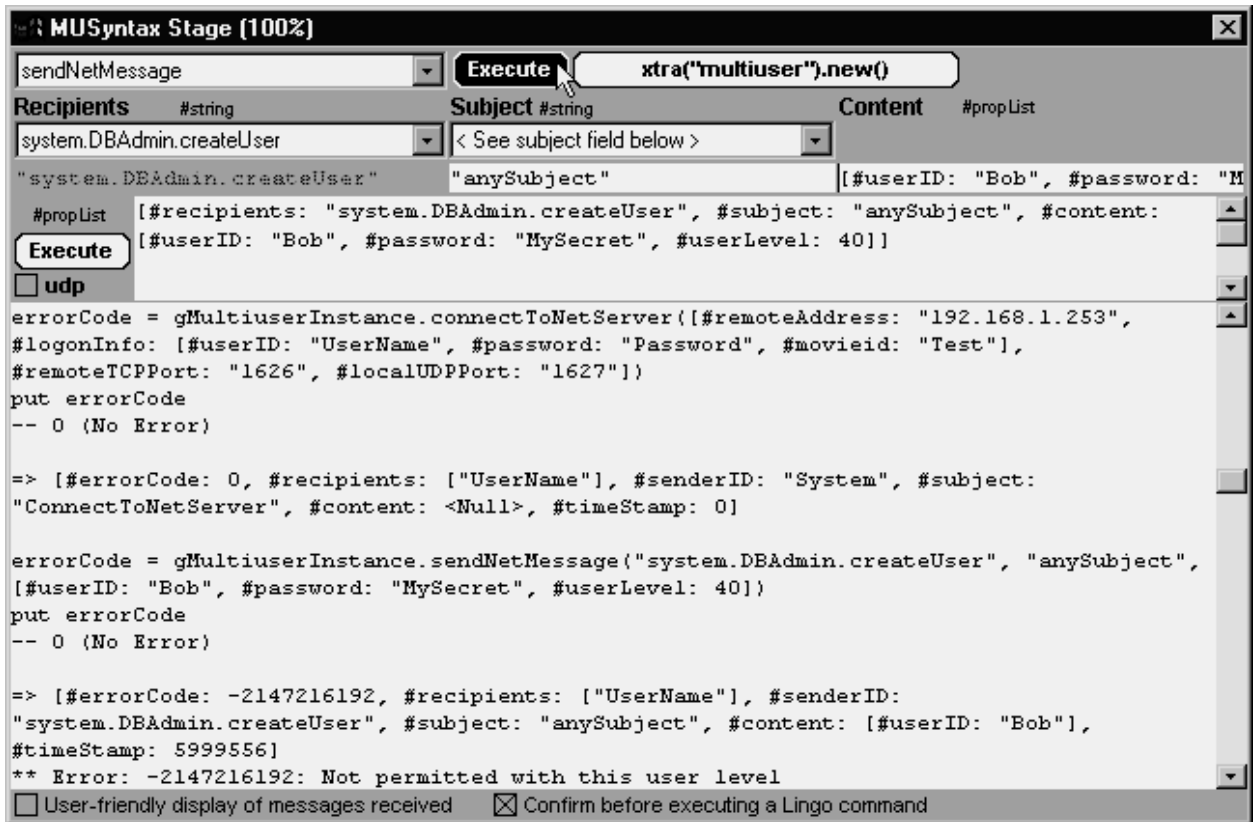 MUSyntax Stage (100%)
sendNetMessage Execute xtra("multiuser").new()
Recipients #string Subject #string Content #propList
system.DBAdmin.createUser < See subject field below >
"system.DBAdmin.createUser" "anySubject" [#userID: "Bob", #password: "M
#propList [#recipients: "system.DBAdmin.createUser", #subject: "anySubject", #content:
Execute [#userID: "Bob", #password: "MySecret", #userLevel: 40]]
udp
errorCode = gMultiuserInstance.connectToNetServer([#remoteAddress: "192.168.1.253",
#logonInfo: [#userID: "UserName", #password: "Password", #movieid: "Test"],
#remoteTCPPort: "1626", #localUDPPort: "1627"])
put errorCode
-- 0 (No Error)
=> [#errorCode: 0, #recipients: ["UserName"], #senderID: "System", #subject:
"ConnectToNetServer", #content: <Null>, #timeStamp: 0]
errorCode = gMultiuserInstance.sendNetMessage("system.DBAdmin.createUser", "anySubject",
[#userID: "Bob", #password: "MySecret", #userLevel: 40])
put errorCode
-- 0 (No Error)
=> [#errorCode: -2147216192, #recipients: ["UserName"], #senderID:
"system.DBAdmin.createUser", #subject: "anySubject", #content: [#userID: "Bob"],
#timeStamp: 5999556]
** Error: -2147216192: Not permitted with this user level
User-friendly display of messages received Confirm before executing a Lingo command